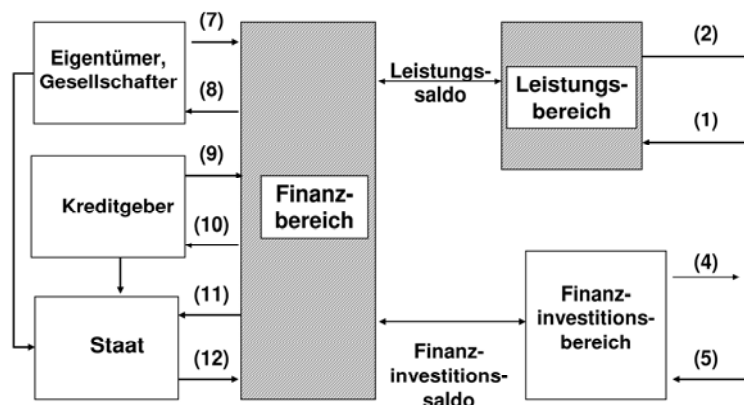 (7)
Eigentümer,
Gesellschafter
(8)
(9)
Kreditgeber
(10)
(11)
Staat
(12)
Finanz-
bereich
Leistungs-
saldo
Leistungs-
bereich
(2)
(1)
Finanz-
investitions-
saldo
Finanz-
investitions-
bereich
(4)
(5)